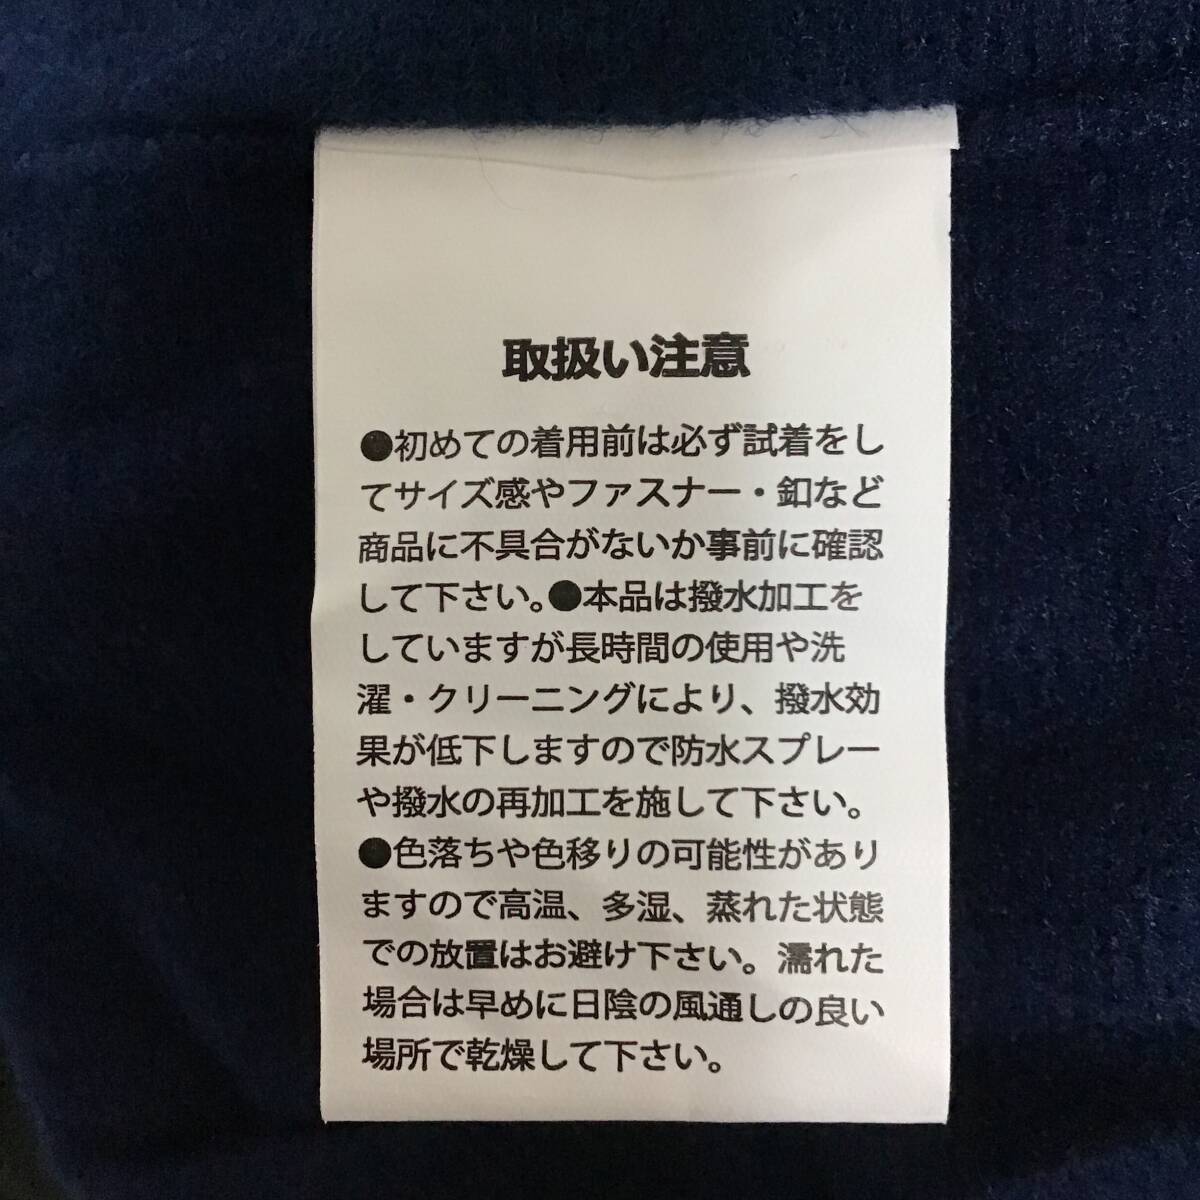 取扱い注意
●初めての着用前は必ず試着をし
てサイズ感やファスナー・釦など
商品に不具合がないか事前に確認
して下さい。●本品は撥水加工を
していますが長時間の使用や洗
濯・クリーニングにより、撥水効
果が低下しますので防水スプレー
や撥水の再加工を施して下さい。
●色落ちや色移りの可能性があり
ますので高温、多湿、蒸れた状態
での放置はお避け下さい。濡れた
場合は早めに日陰の風通しの良い
場所で乾燥して下さい。